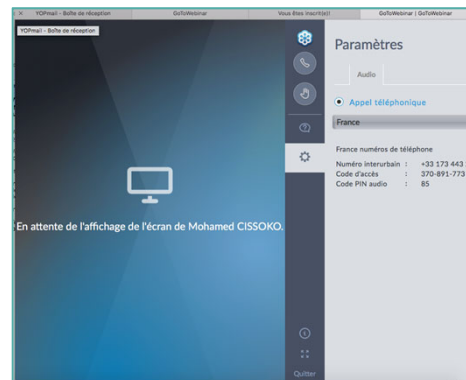 YOPmail - Boîte de réception
GoToWebinar
Vous êtes inscrit(e)!
GoToWebinar | GoToWebinar
YOPmail - Boîte de réception
Paramètres
Audio
Appel téléphonique
France
France numéros de téléphone
Numéro interurbain : +33 173 443
Code d'accès : 370-891-773
Code PIN audio : 85
En attente de l'affichage de l'écran de Mohamed CISSOKO.
Quitter